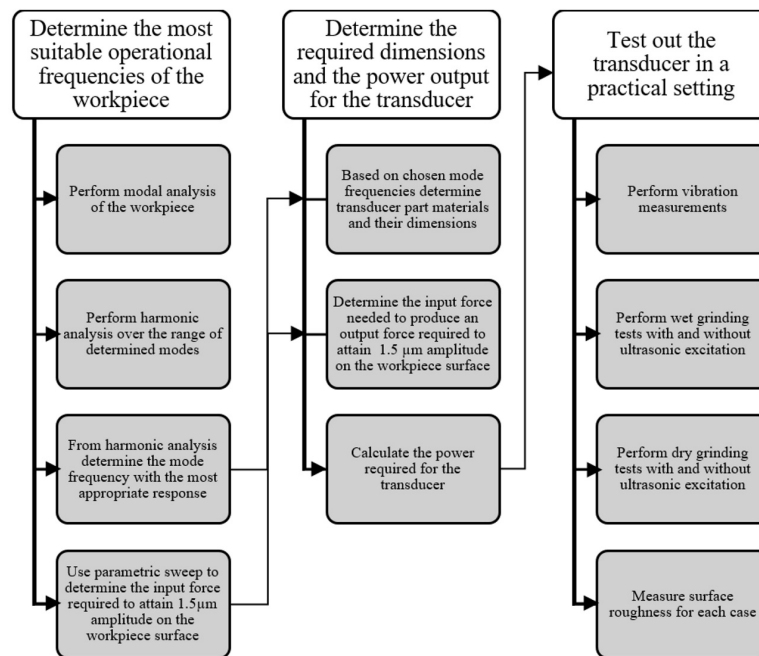 Determine the most
suitable operational
frequencies of the
workpiece
Perform modal analysis
of the workpiece
Perform harmonic
analysis over the range of
determined modes
From harmonic analysis
determine the mode
frequency with the most
appropriate response
Use parametric sweep to
determine the input force
required to attain 1.5μm
amplitude on the
workpiece surface
Determine the
required dimensions
and the power output
for the transducer
Based on chosen mode
frequencies determine
transducer part materials
and their dimensions
Determine the input force
needed to produce an
output force required to
attain 1.5 μm amplitude
on the workpiece surface
Calculate the power
required for the
transducer
Test out the
transducer in a
practical setting
Perform vibration
measurements
Perform wet grinding
tests with and without
ultrasonic excitation
Perform dry grinding
tests with and without
ultrasonic excitation
Measure surface
roughness for each case